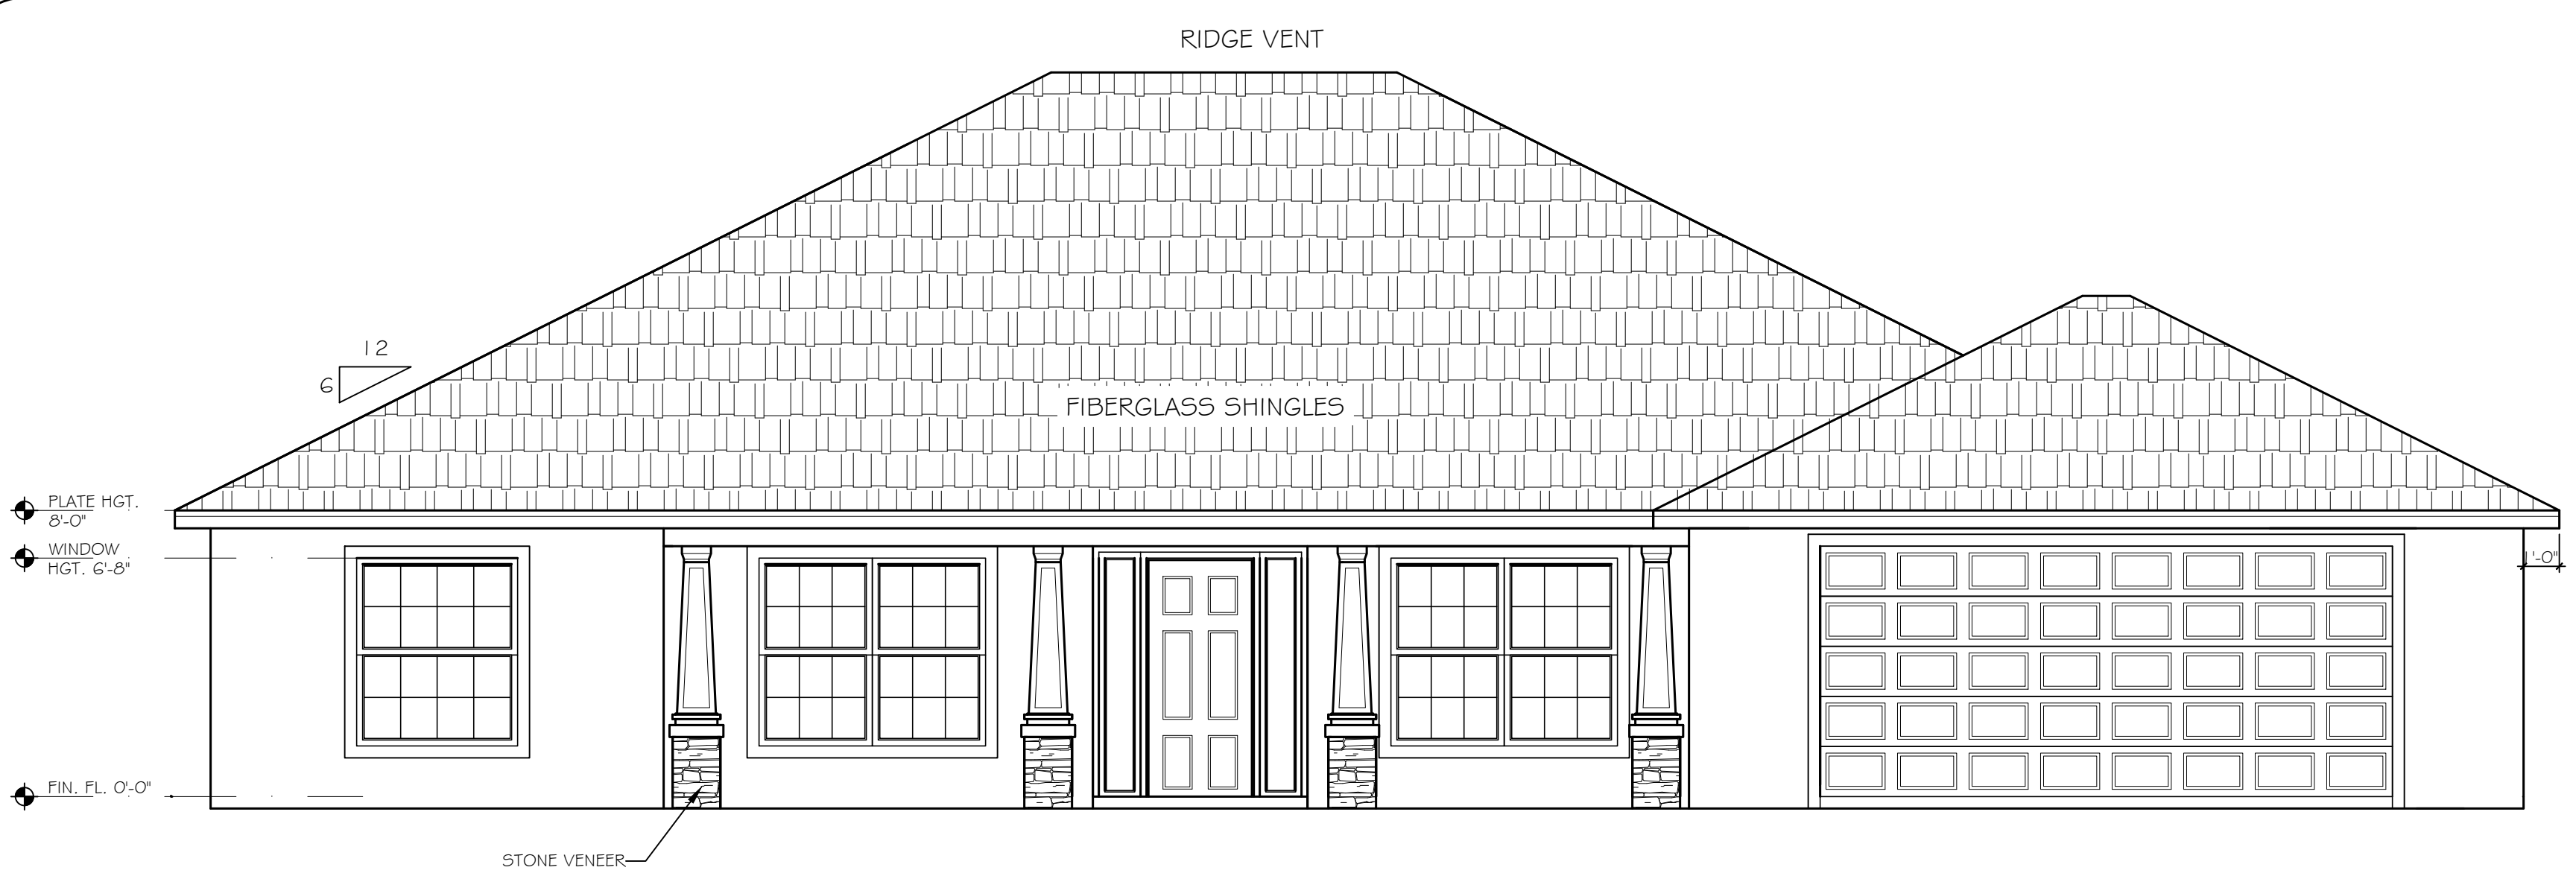 RIDGE VENT
12
6
FIBERGLASS SHINGLES
PLATE HGT.
8'-0"
WINDOW
HGT. 6'-8"
1'-0"
FIN. FL. 0'-0"
STONE VENEER